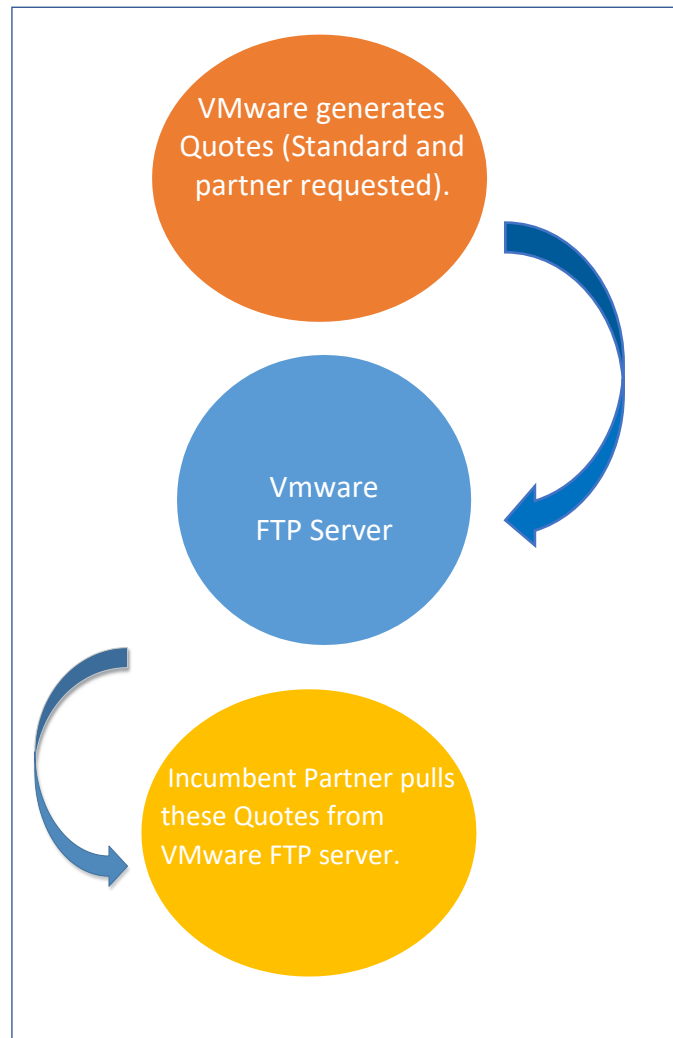 VMware generates
Quotes (Standard and
partner requested).
Vmware
FTP Server
Incumbent Partner pulls
these Quotes from
VMware FTP server.